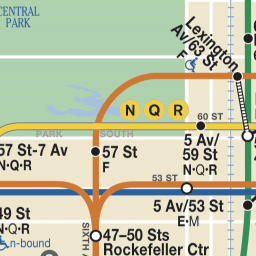 CENTRAL
PARK
Lexington
Av/63 St
F
N Q R
60 ST
PARK SOUTH
57 St-7 Av
N•Q•R
57 St
F
5 Av/
59 St
N•Q•R
5
53 ST
5 Av/53 St
E•M
49 St
N•Q•R
n-bound
SIXTH
47–50 Sts
Rockefeller Ctr